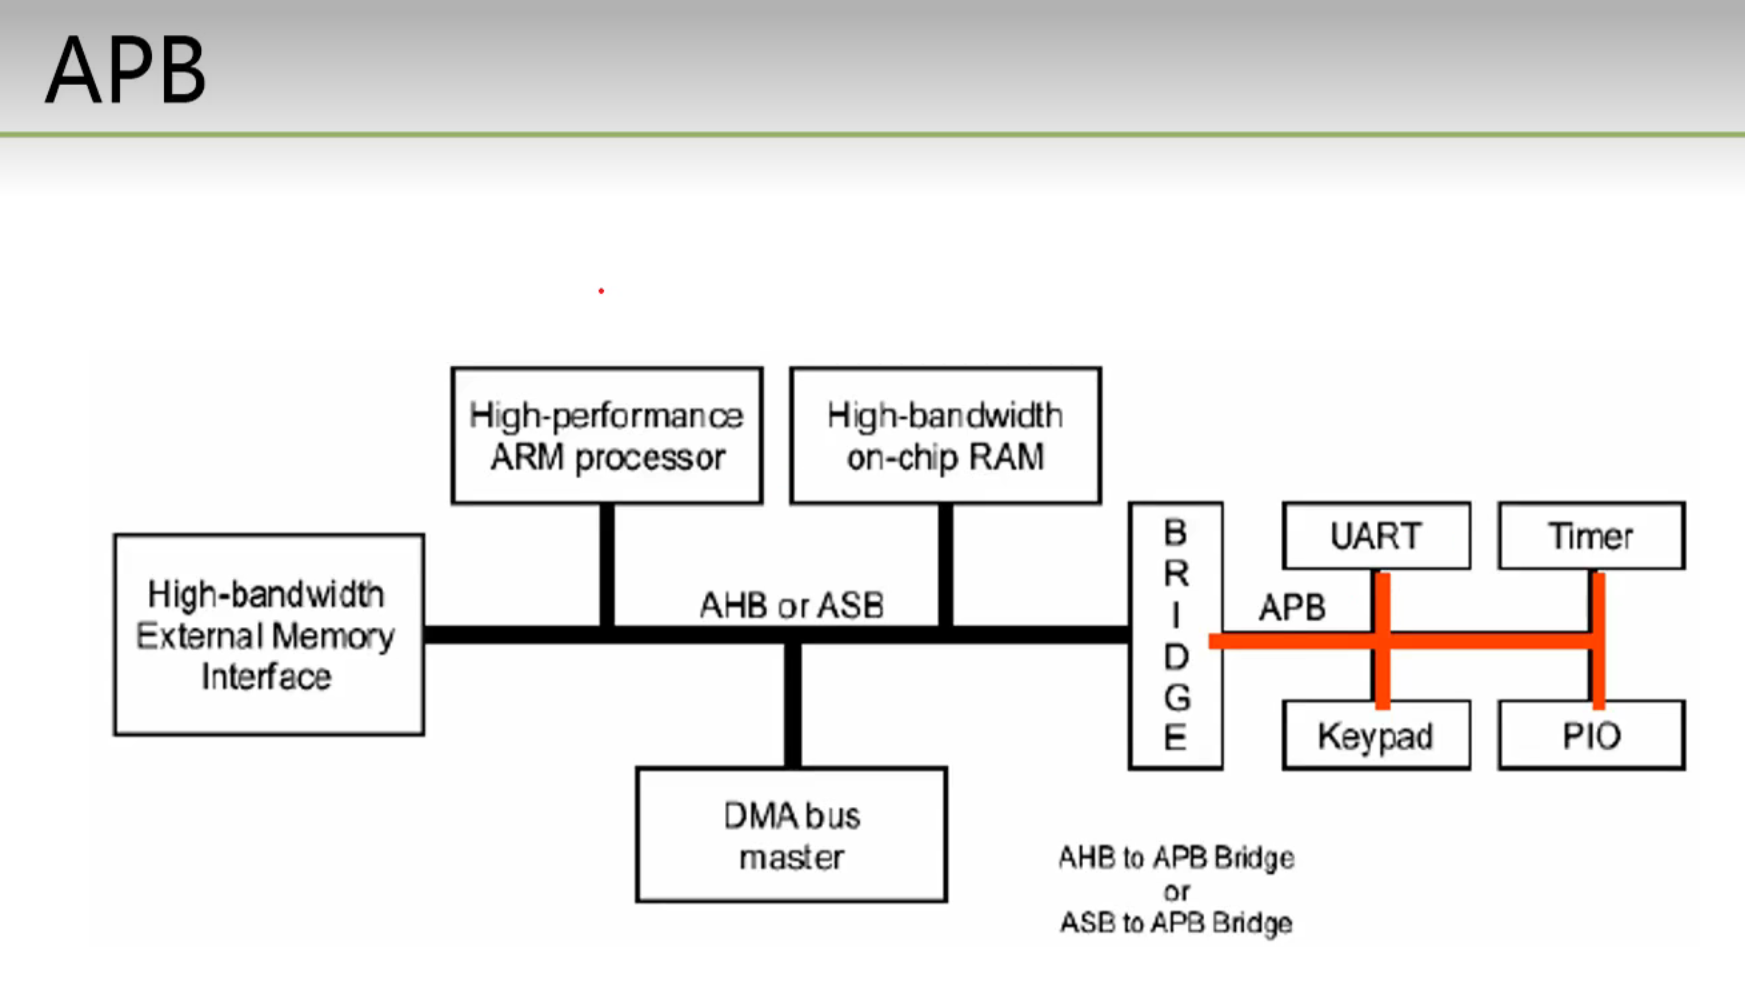 APB
High-performance
ARM processor
High-bandwidth
on-chip RAM
High-bandwidth
External Memory
Interface
AHB or ASB
B
R
I
D
G
E
APB
UART
Timer
Keypad
PIO
DMA bus
master
AHB to APB Bridge
or
ASB to APB Bridge